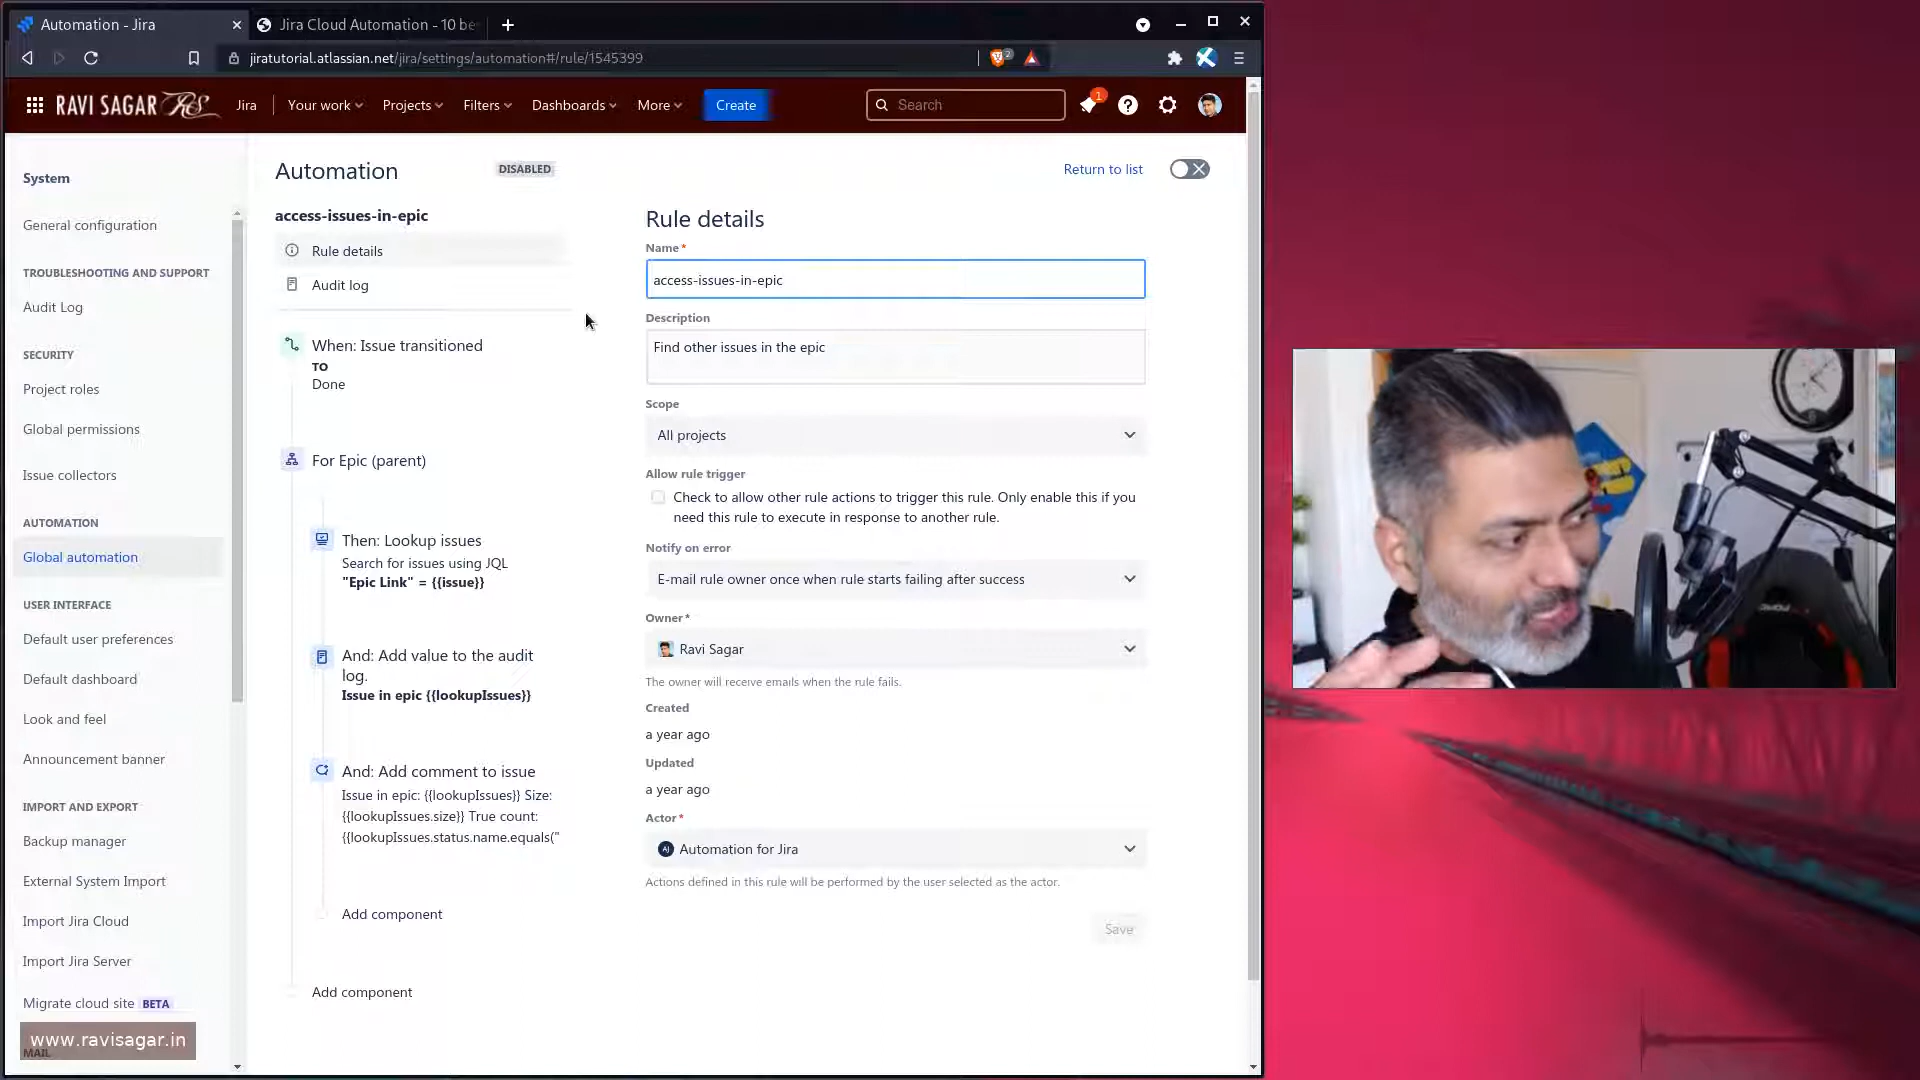 Automation - Jira
Jira Cloud Automation - 10 be
jiratutorial.atlassian.net/jira/settings/automation#/rule/1545399
2
RAVI SAGAR RS
Jira
Your work
Projects
Filters
Dashboards
More
Create
Search
1
System
General configuration
TROUBLESHOOTING AND SUPPORT
Audit Log
SECURITY
Project roles
Global permissions
Issue collectors
AUTOMATION
Global automation
USER INTERFACE
Default user preferences
Default dashboard
Look and feel
Announcement banner
IMPORT AND EXPORT
Backup manager
External System Import
Import Jira Cloud
Import Jira Server
Migrate cloud site BETA
www.ravisagar.in
MAIL
Automation
DISABLED
Return to list
access-issues-in-epic
Rule details
Audit log
When: Issue transitioned
TO
Done
For Epic (parent)
Then: Lookup issues
Search for issues using JQL
"Epic Link" = {{issue}}
And: Add value to the audit
log.
Issue in epic {{lookupIssues}}
And: Add comment to issue
Issue in epic: {{lookupIssues}} Size:
{{lookupIssues.size}} True count:
{{lookupIssues.status.name.equals("
Add component
Add component
Rule details
Name*
access-issues-in-epic
Description
Find other issues in the epic
Scope
All projects
Allow rule trigger
Check to allow other rule actions to trigger this rule. Only enable this if you
need this rule to execute in response to another rule.
Notify on error
E-mail rule owner once when rule starts failing after success
Owner*
Ravi Sagar
The owner will receive emails when the rule fails.
Created
a year ago
Updated
a year ago
Actor*
Automation for Jira
Actions defined in this rule will be performed by the user selected as the actor.
Save